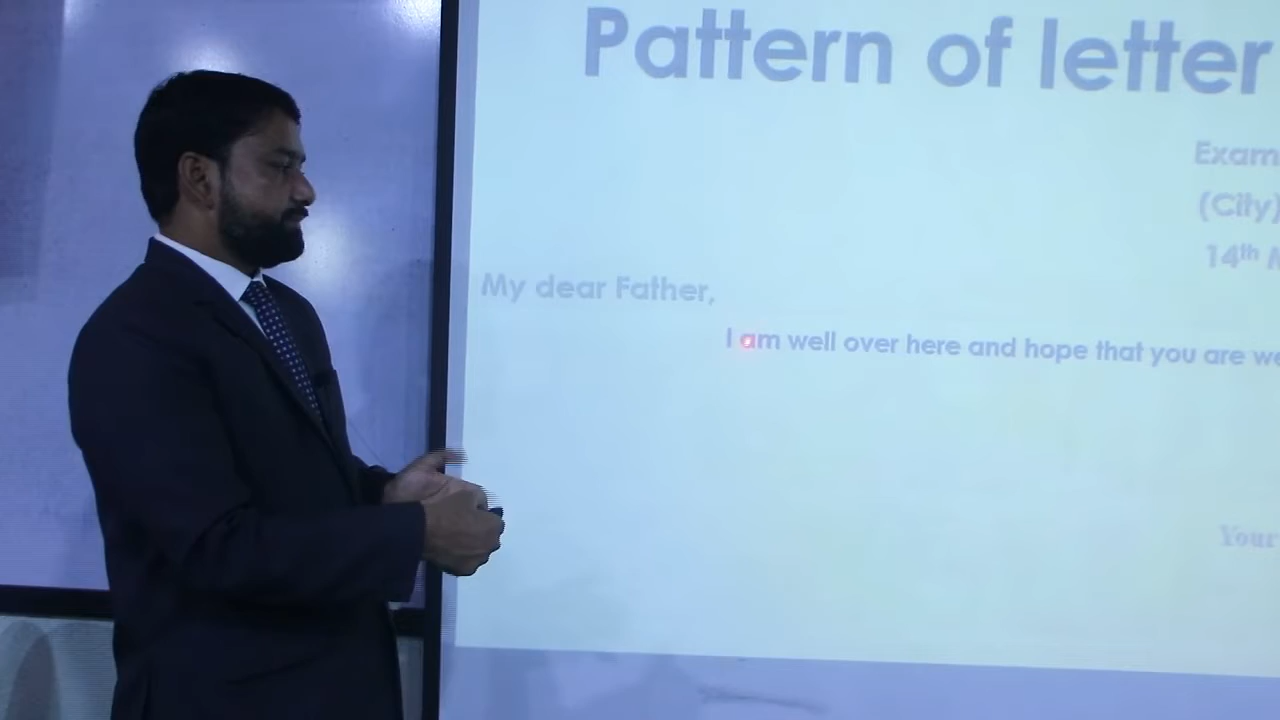 Pattern of letter
Exam
(City)
14th M
My dear Father,
I am well over here and hope that you are we
Your